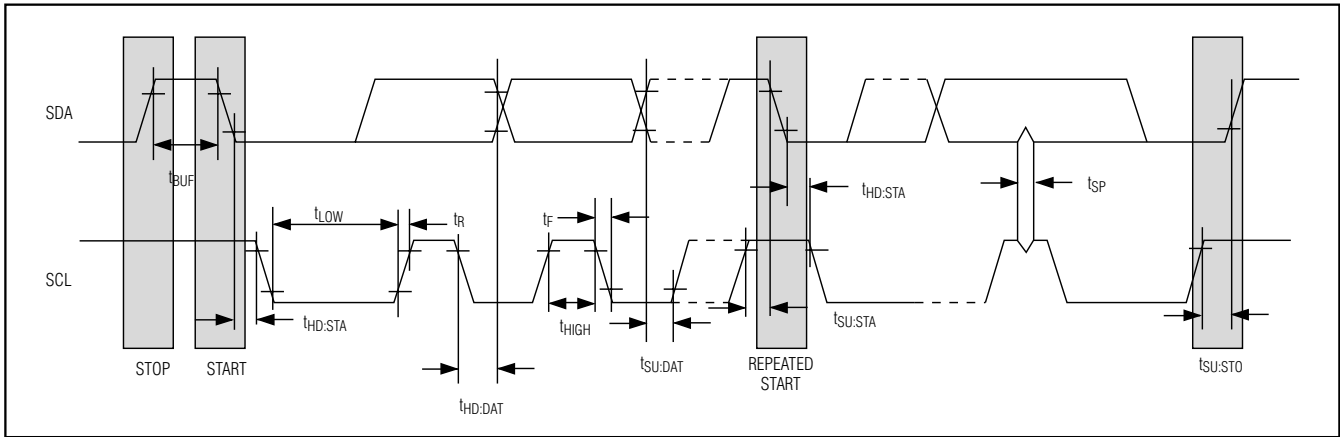 SDA
tBUF
tHD:STA
tSP
tLOW
tR
tF
SCL
tHD:STA
tHIGH
tSU:STA
tSU:DAT
STOP
START
REPEATED
START
tSU:STO
tHD:DAT